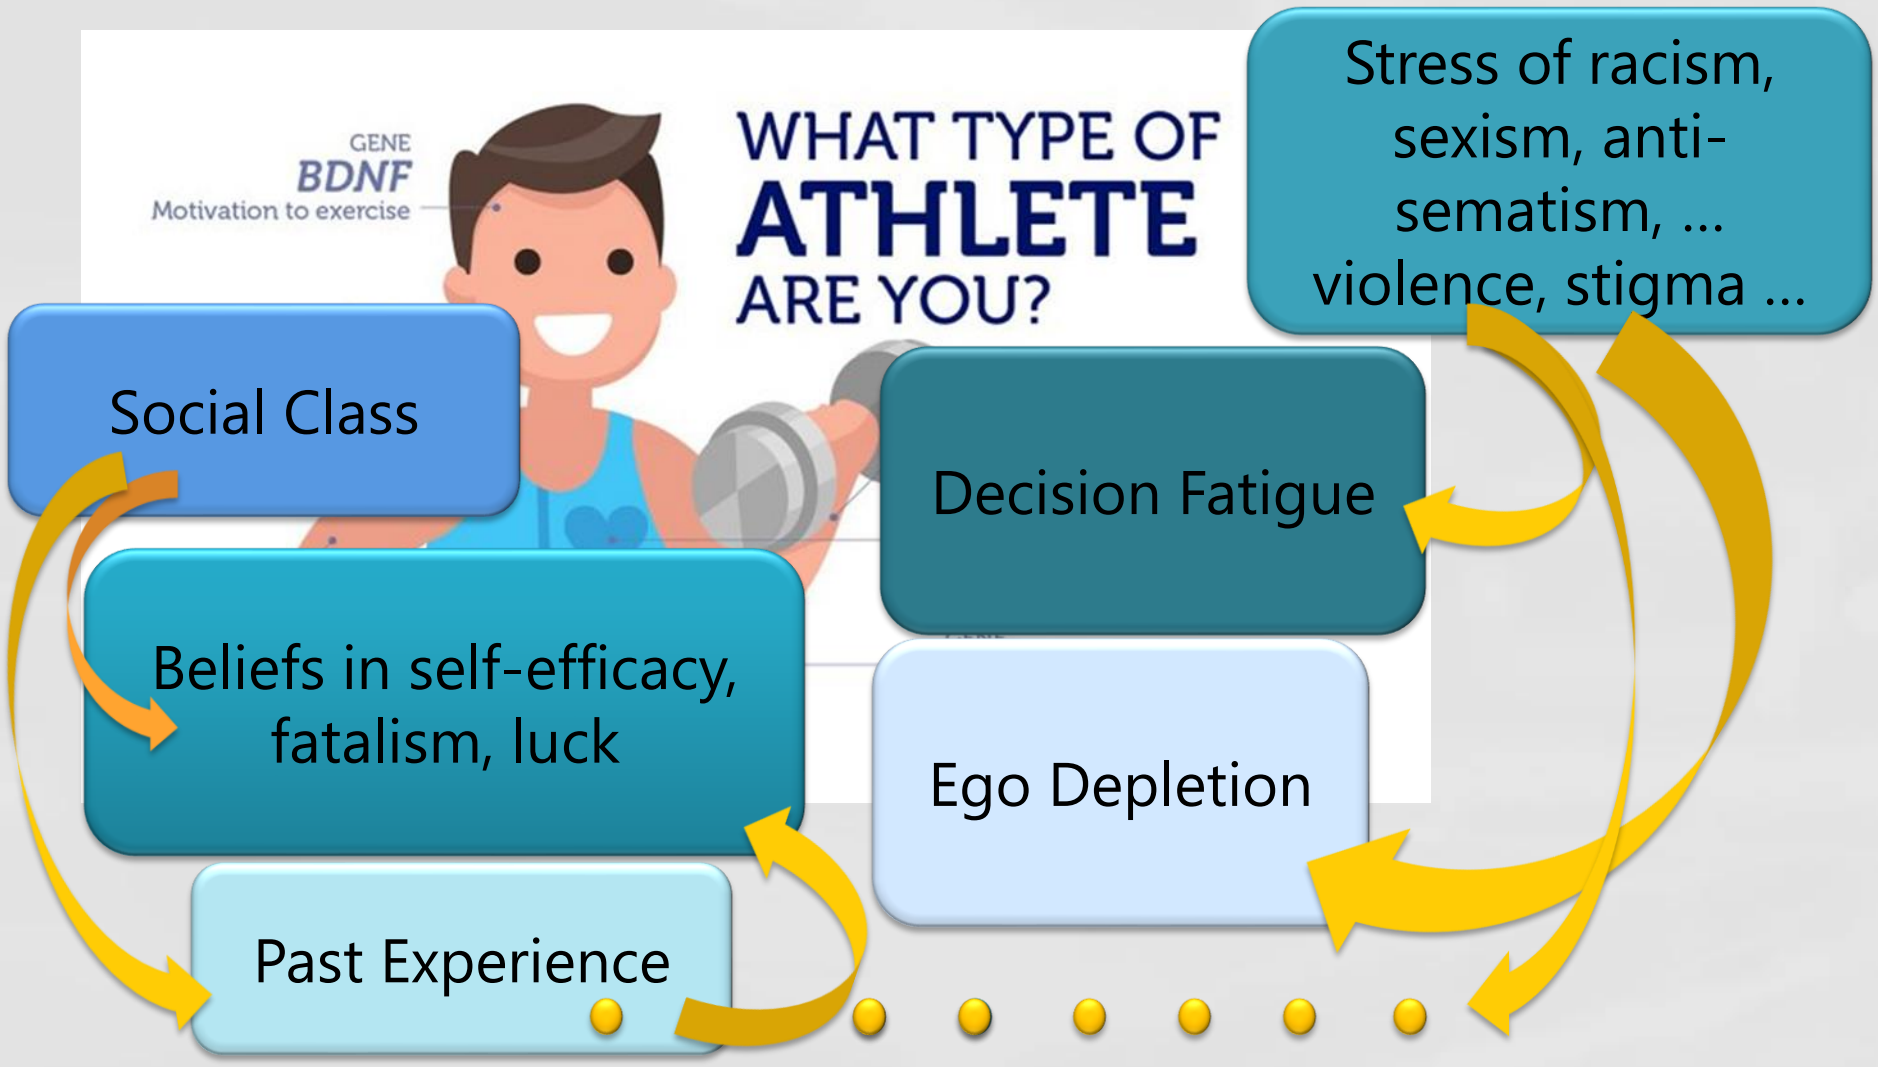 GENE
BDNF
Motivation to exercise
WHAT TYPE OF
ATHLETE
ARE YOU?
Stress of racism,
sexism, anti-
sematism, ...
violence, stigma ...
Social Class
Decision Fatigue
Beliefs in self-efficacy,
fatalism, luck
Ego Depletion
Past Experience